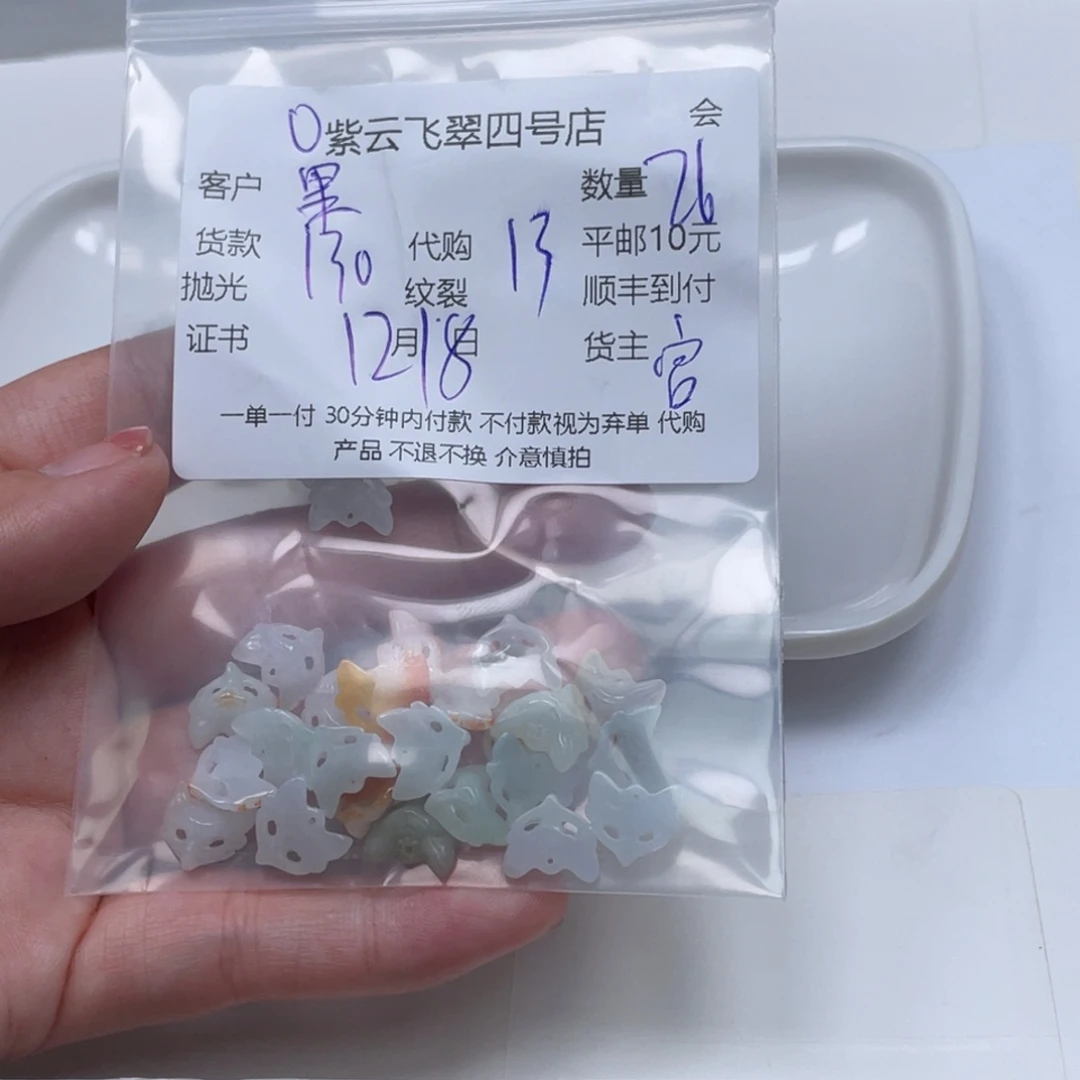 0紫云飞翠四号店 会
客户 果 数量 26
货款 130 代购 13 平邮10元
抛光 纹裂 顺丰到付
证书 12月18日 货主 宫
一单一付 30分钟内付款 不付款视为弃单 代购
产品 不退不换 介意慎拍